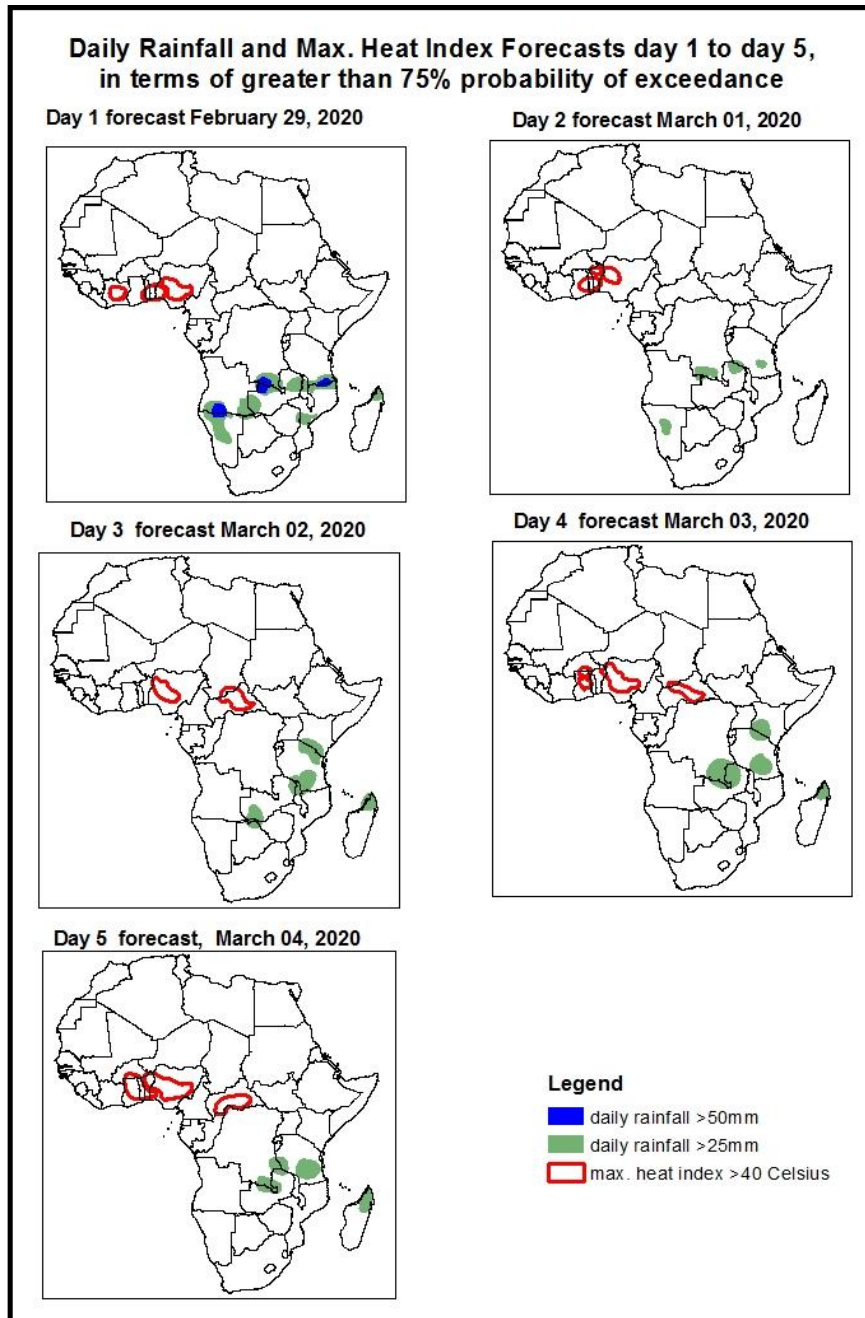 Daily Rainfall and Max. Heat Index Forecasts day 1 to day 5,
in terms of greater than 75% probability of exceedance
Day 1 forecast February 29, 2020
Day 2 forecast March 01, 2020
Day 3 forecast March 02, 2020
Day 4 forecast March 03, 2020
Day 5 forecast, March 04, 2020
Legend
daily rainfall >50mm
daily rainfall >25mm
max. heat index >40 Celsius